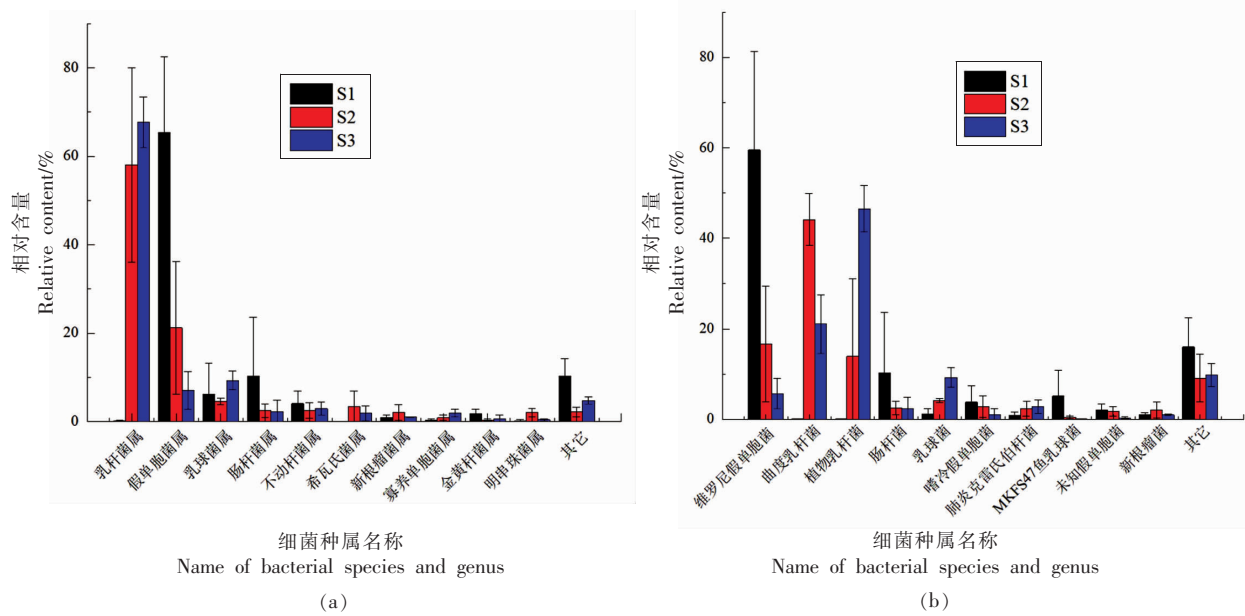 80
60
40
20
0
S1
S2
S3
相对含量
Relative content/%
乳杆菌属
假单胞菌属
乳球菌属
肠杆菌属
不动杆菌属
希瓦氏菌属
新根瘤菌属
寡养单胞菌属
金黄杆菌属
明串珠菌属
其它
细菌种属名称
Name of bacterial species and genus
(a)
80
60
40
20
0
S1
S2
S3
相对含量
Relative content/%
维罗尼假单胞菌
曲度乳杆菌
植物乳杆菌
肠杆菌
乳球菌
嗜冷假单胞菌
肺炎克雷氏伯杆菌
MKFS47鱼乳球菌
未知假单胞菌
新根瘤菌
其它
细菌种属名称
Name of bacterial species and genus
(b)